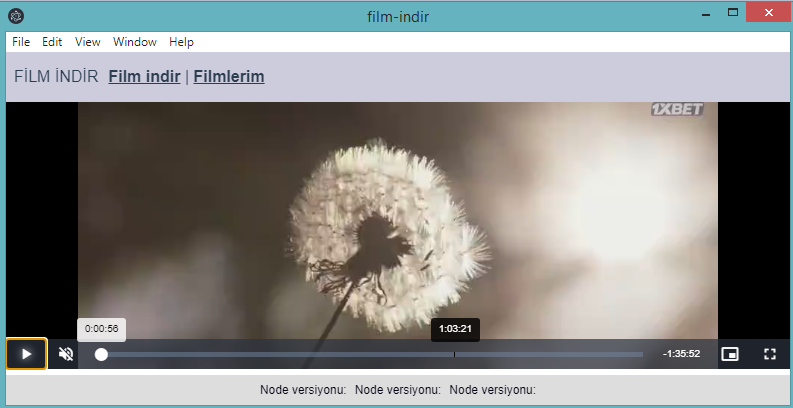 film-indir
File Edit View Window Help
FİLM İNDİR Film indir | Filmlerim
1XBET
0:00:56 1:03:21
-1:35:52
Node versiyonu: Node versiyonu: Node versiyonu: